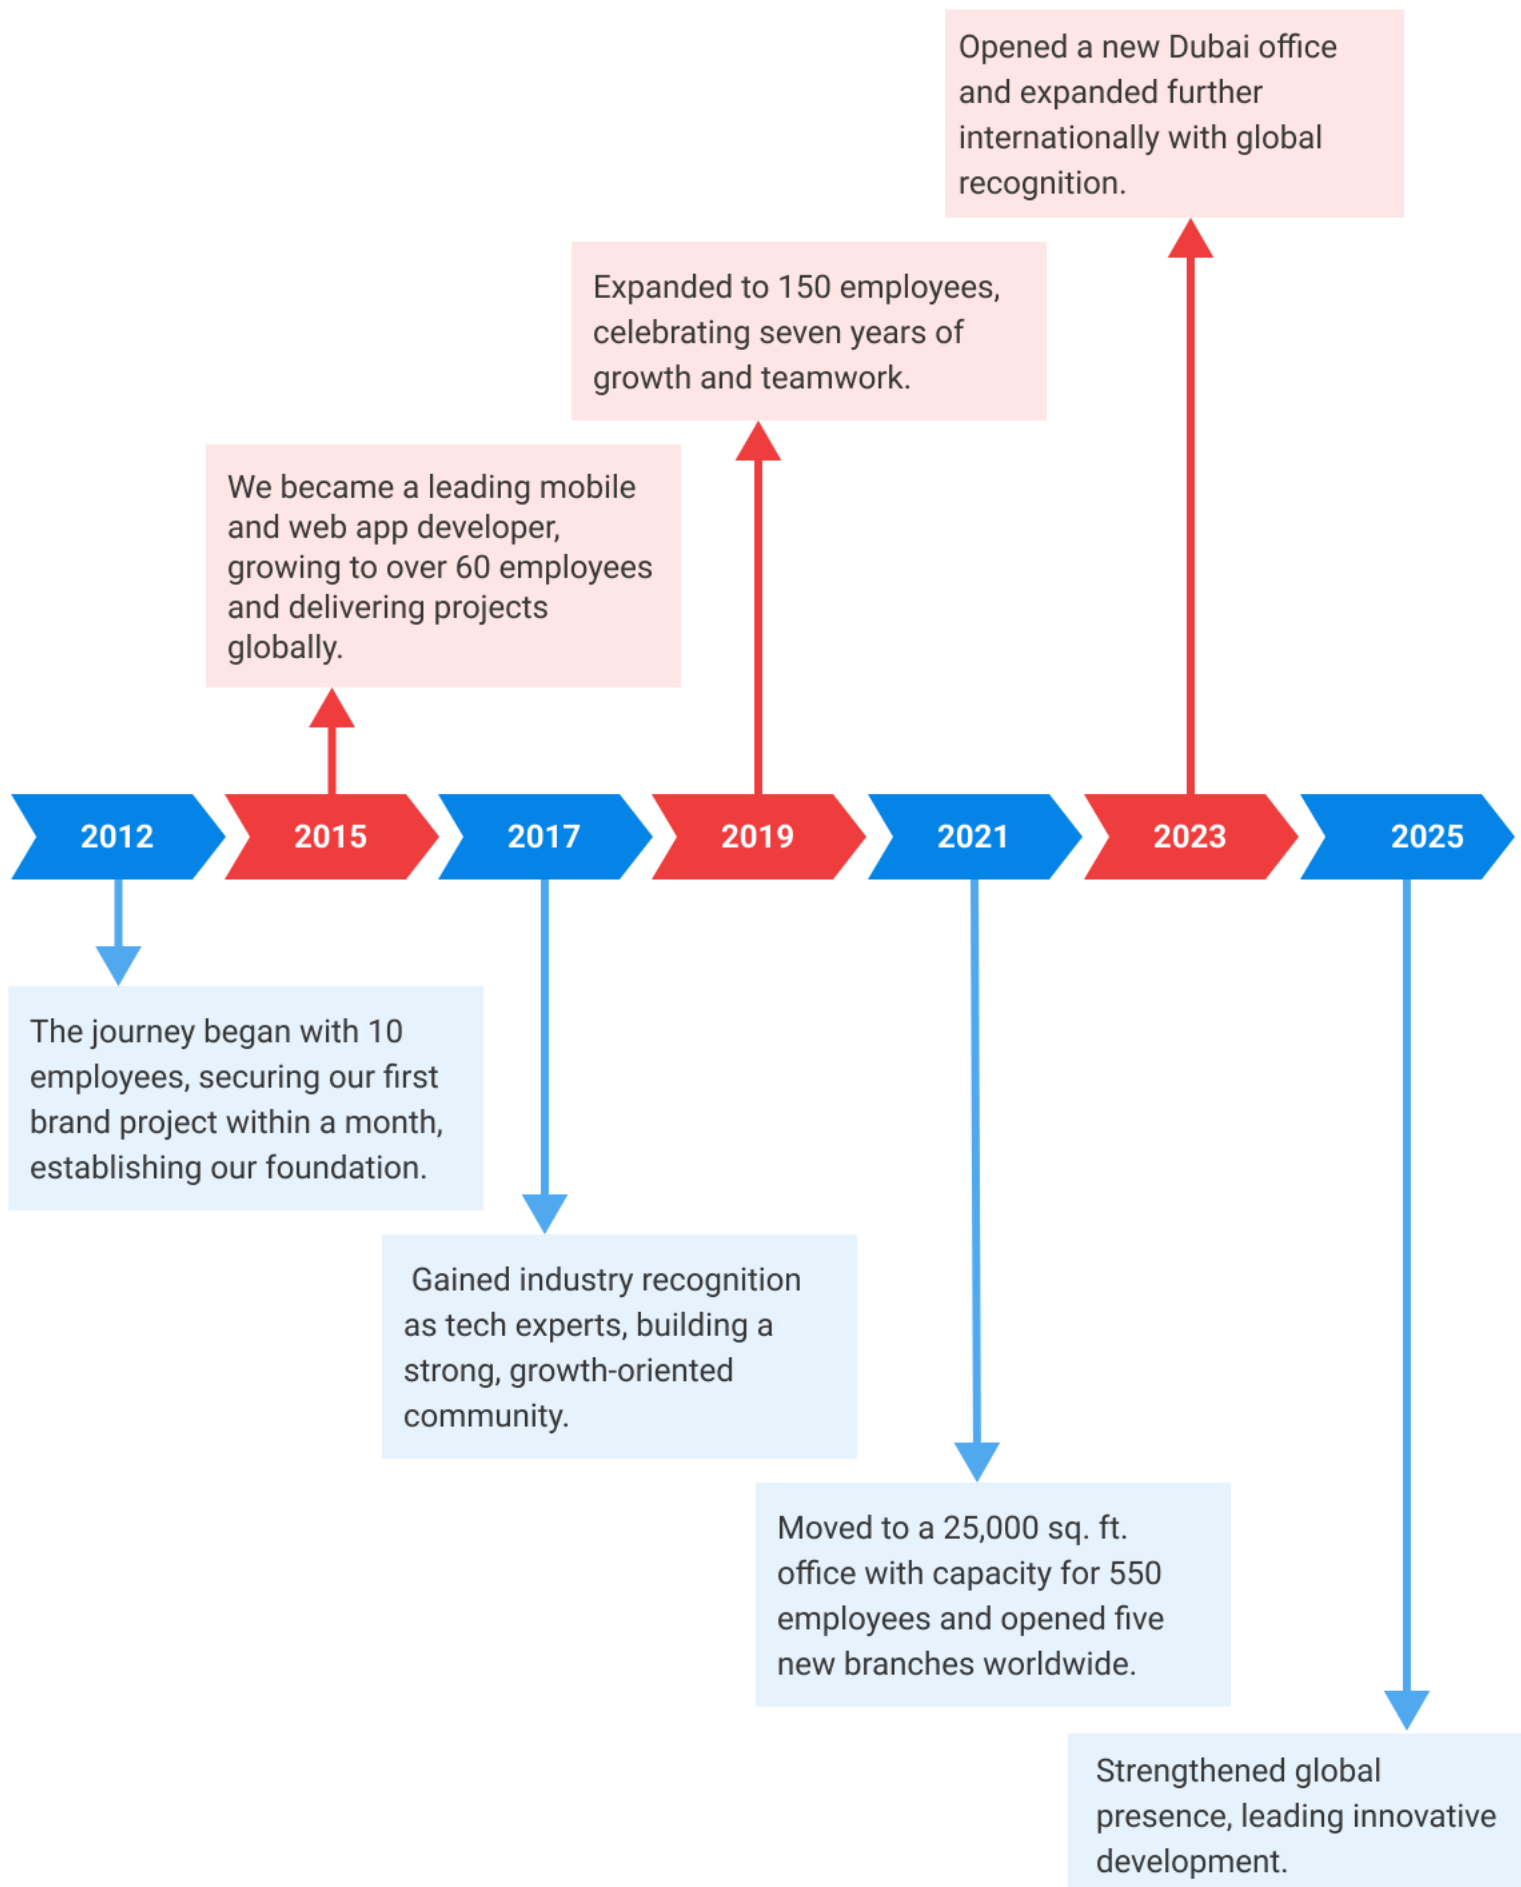 Opened a new Dubai office
and expanded further
internationally with global
recognition.
Expanded to 150 employees,
celebrating seven years of
growth and teamwork.
We became a leading mobile
and web app developer,
growing to over 60 employees
and delivering projects
globally.
2012
2015
2017
2019
2021
2023
2025
The journey began with 10
employees, securing our first
brand project within a month,
establishing our foundation.
Gained industry recognition
as tech experts, building a
strong, growth-oriented
community.
Moved to a 25,000 sq. ft.
office with capacity for 550
employees and opened five
new branches worldwide.
Strengthened global
presence, leading innovative
development.